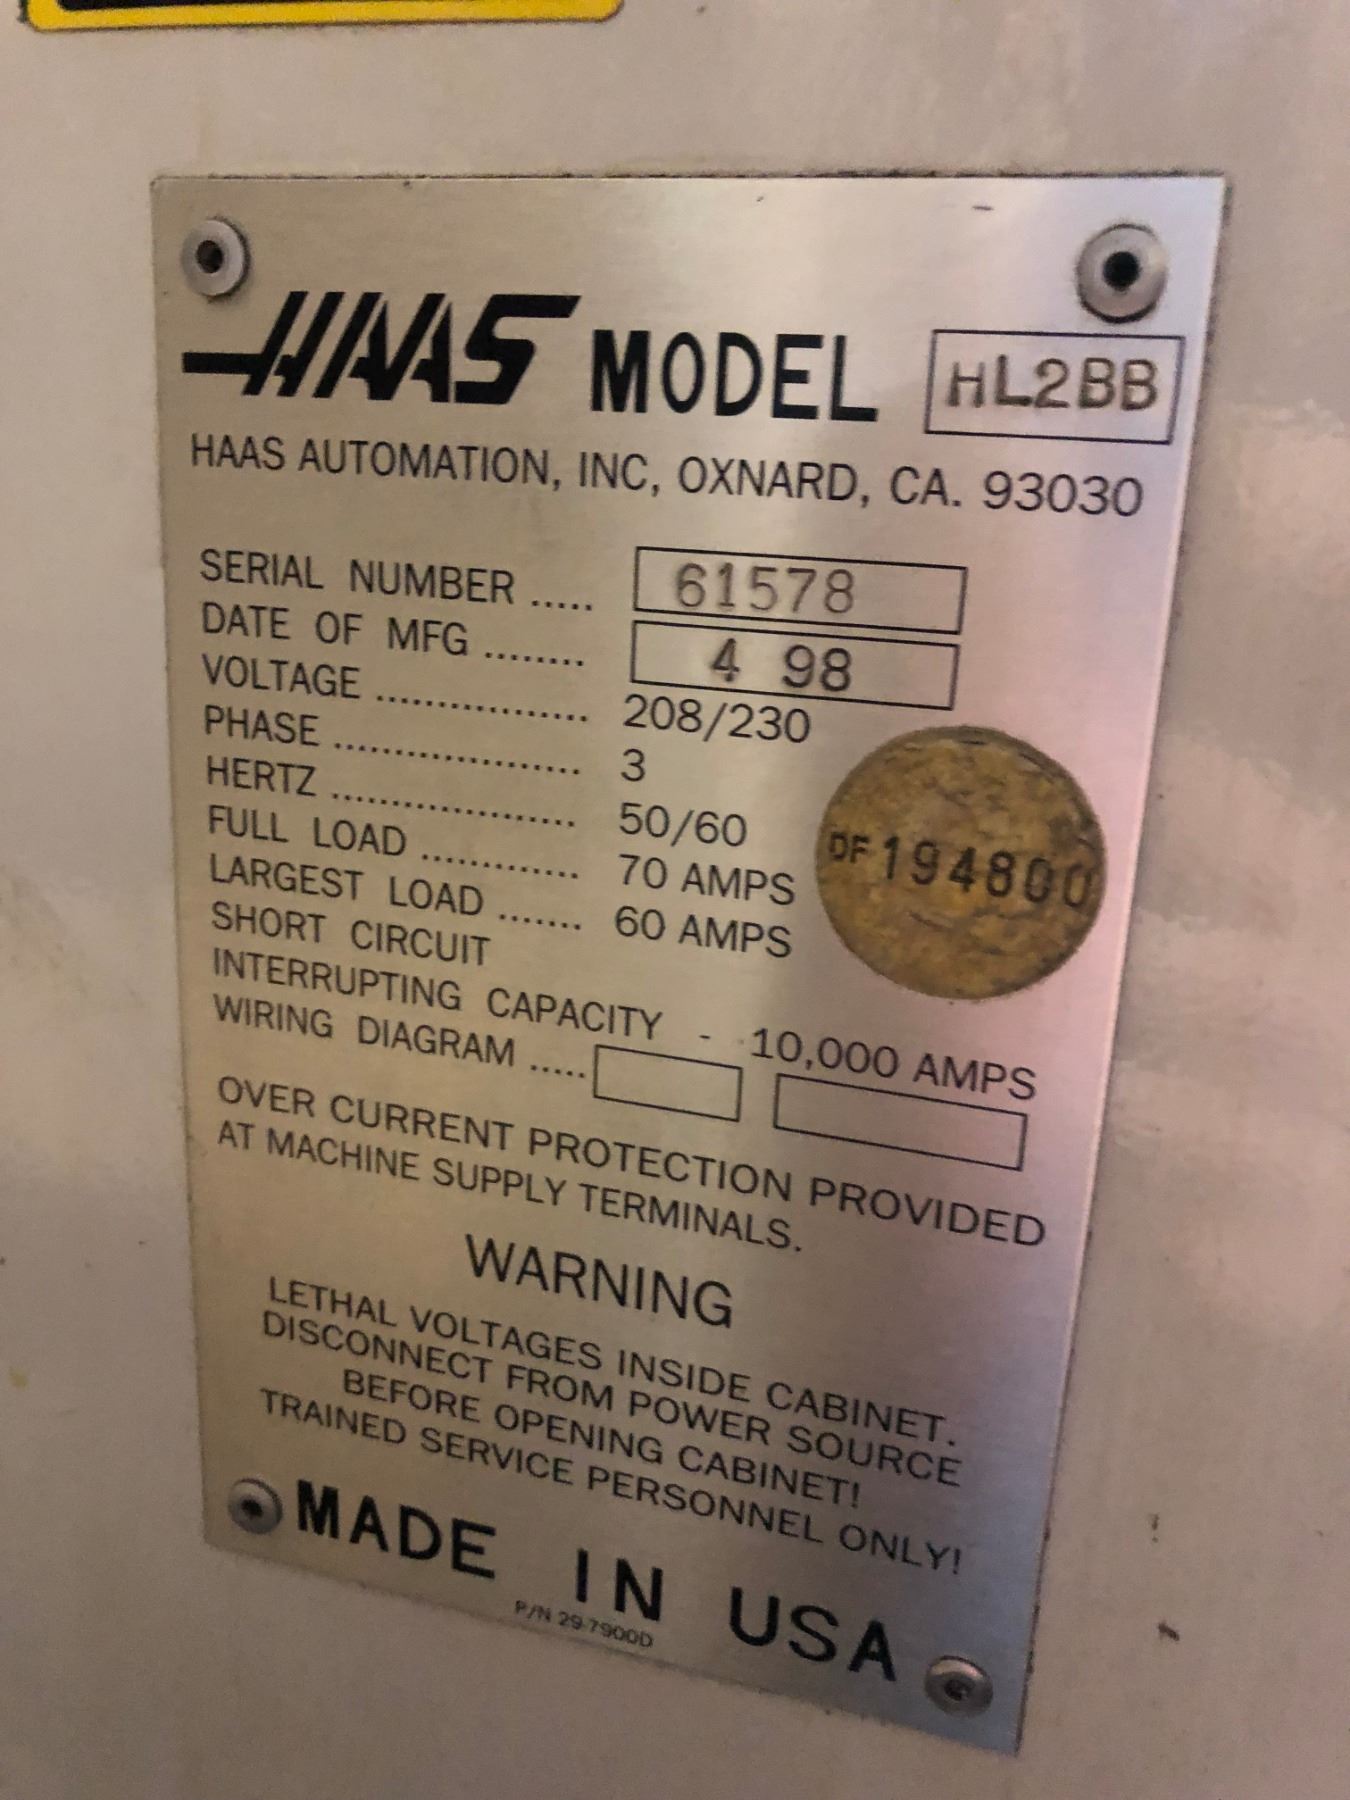 HAAS MODEL HL2BB
HAAS AUTOMATION, INC, OXNARD, CA. 93030
SERIAL NUMBER ..... 61578
DATE OF MFG ........ 4 98
VOLTAGE ................. 208/230
PHASE .................... 3
HERTZ .................... 50/60
FULL LOAD ............. 70 AMPS
LARGEST LOAD ....... 60 AMPS
SHORT CIRCUIT
INTERRUPTING CAPACITY - 10,000 AMPS
WIRING DIAGRAM .....
DF194800
OVER CURRENT PROTECTION PROVIDED
AT MACHINE SUPPLY TERMINALS.
WARNING
LETHAL VOLTAGES INSIDE CABINET.
DISCONNECT FROM POWER SOURCE
BEFORE OPENING CABINET!
TRAINED SERVICE PERSONNEL ONLY!
MADE IN USA
P/N 29-7900D